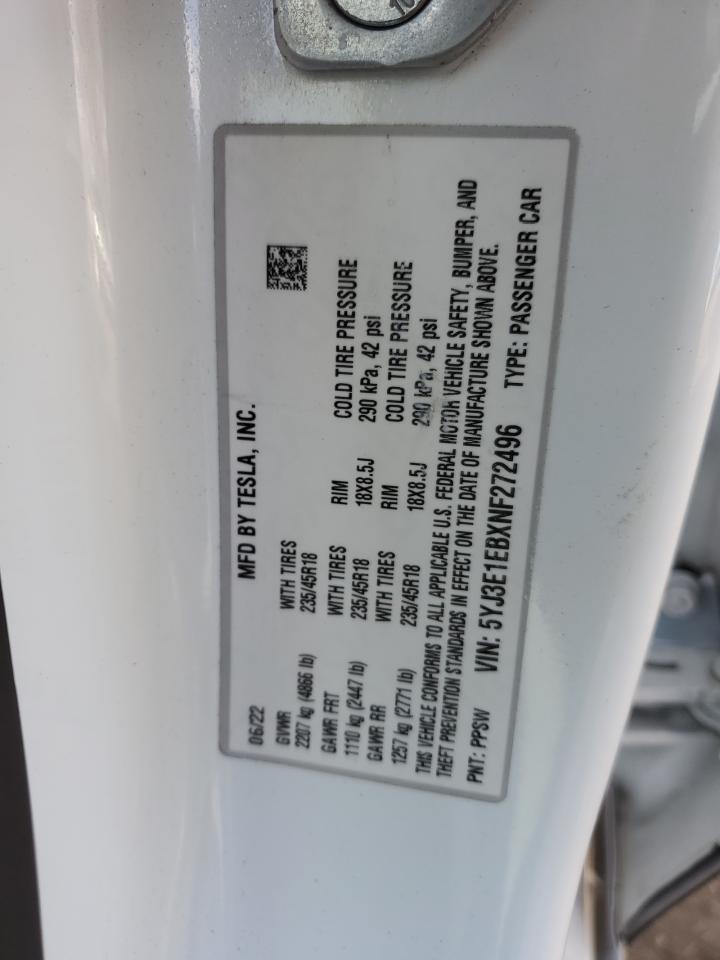 MFD BY TESLA, INC.
06/22
GVWR WITH TIRES
2207 kg (4866 lb) 235/45R18
GAWR FRT WITH TIRES RIM COLD TIRE PRESSURE
1110 kg (2447 lb) 235/45R18 18X8.5J 290 kPa, 42 psi
GAWR RR WITH TIRES RIM COLD TIRE PRESSURE
1257 kg (2771 lb) 235/45R18 18X8.5J 290 kPa, 42 psi
THIS VEHICLE CONFORMS TO ALL APPLICABLE U.S. FEDERAL MOTOR VEHICLE SAFETY, BUMPER, AND
THEFT PREVENTION STANDARDS IN EFFECT ON THE DATE OF MANUFACTURE SHOWN ABOVE.
PNT: PPSW VIN: 5YJ3E1EBXNF272496 TYPE: PASSENGER CAR